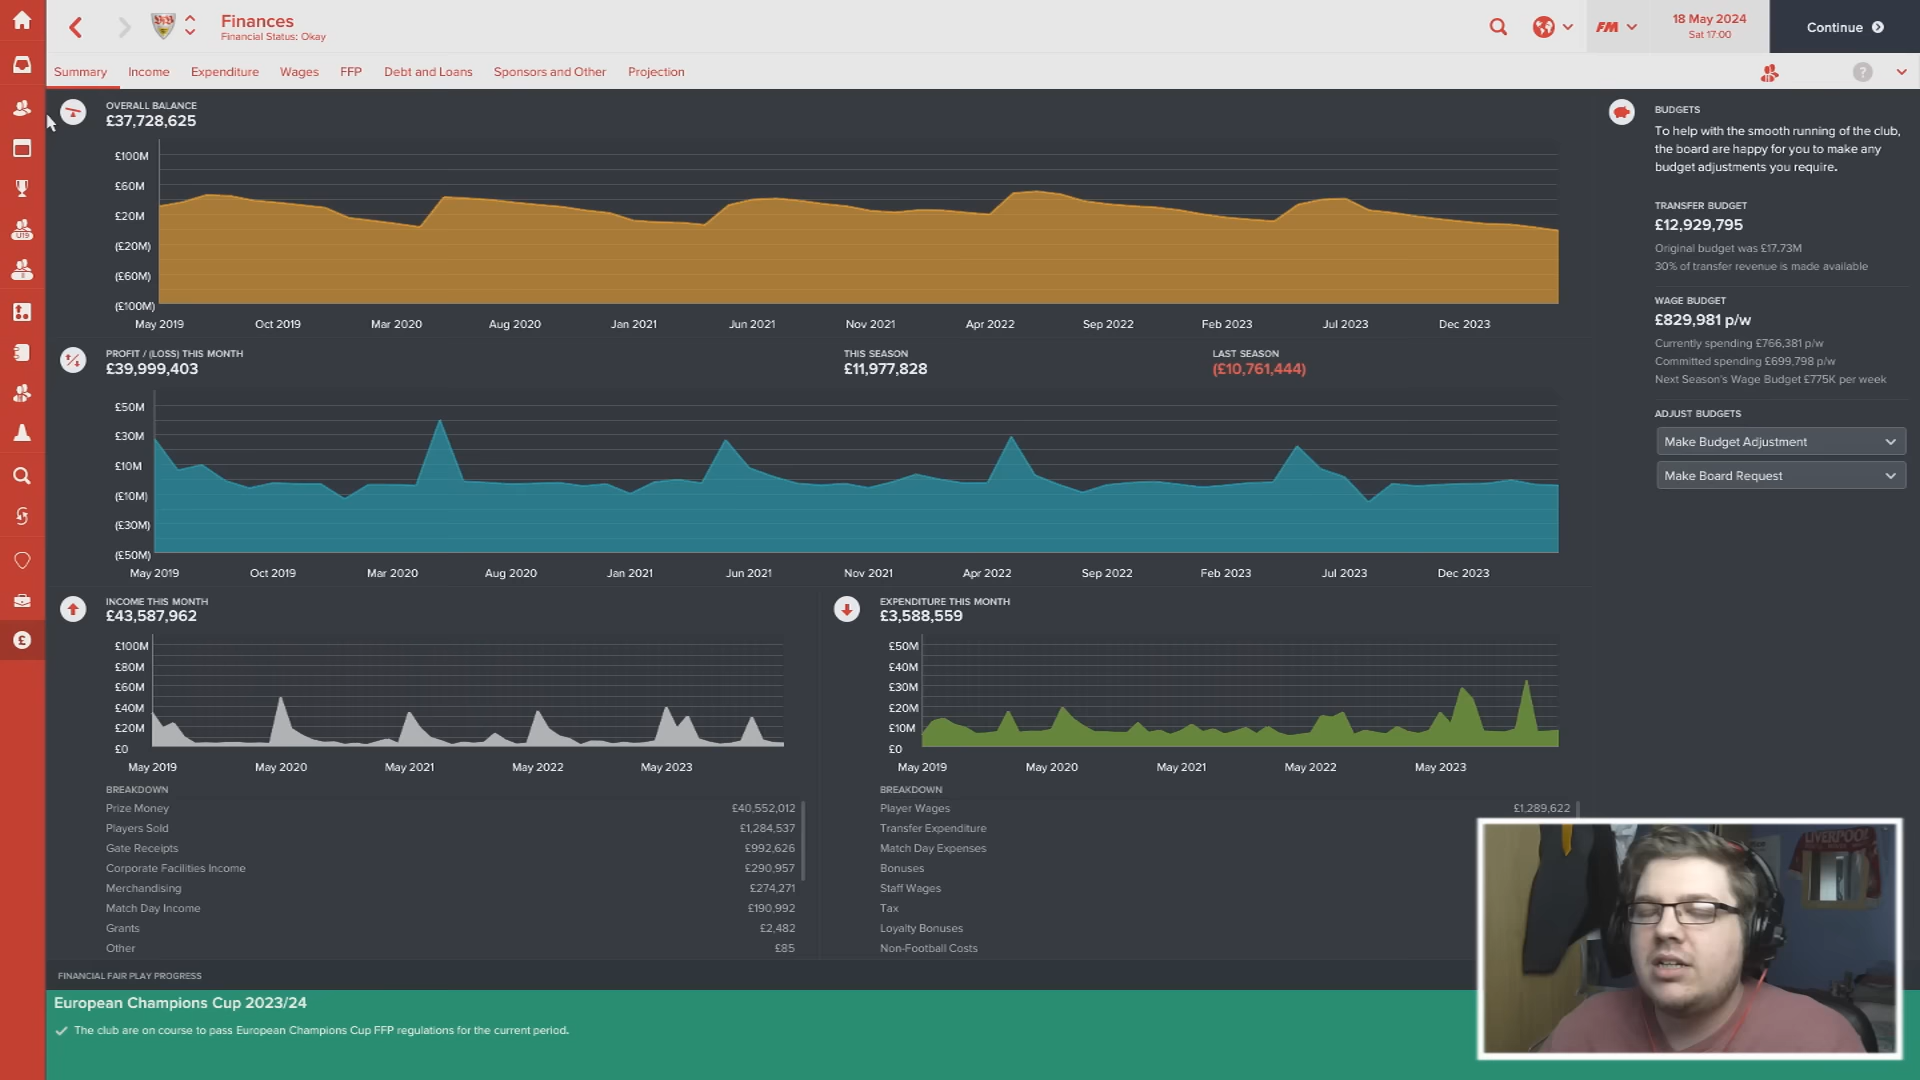 Finances
Financial Status: Okay
FM
18 May 2024
Sat 17:00
Continue
Summary Income Expenditure Wages FFP Debt and Loans Sponsors and Other Projection
?
OVERALL BALANCE
£37,728,625
£100M
£60M
£20M
(£20M)
(£60M)
(£100M)
May 2019 Oct 2019 Mar 2020 Aug 2020 Jan 2021 Jun 2021 Nov 2021 Apr 2022 Sep 2022 Feb 2023 Jul 2023 Dec 2023
PROFIT / (LOSS) THIS MONTH
£39,999,403
THIS SEASON
£11,977,828
LAST SEASON
(£10,761,444)
£50M
£30M
£10M
(£10M)
(£30M)
(£50M)
May 2019 Oct 2019 Mar 2020 Aug 2020 Jan 2021 Jun 2021 Nov 2021 Apr 2022 Sep 2022 Feb 2023 Jul 2023 Dec 2023
INCOME THIS MONTH
£43,587,962
£100M
£80M
£60M
£40M
£20M
£0
May 2019 May 2020 May 2021 May 2022 May 2023
BREAKDOWN
Prize Money £40,552,012
Players Sold £1,284,537
Gate Receipts £992,626
Corporate Facilities Income £290,957
Merchandising £274,271
Match Day Income £190,992
Grants £2,482
Other £85
EXPENDITURE THIS MONTH
£3,588,559
£50M
£40M
£30M
£20M
£10M
£0
May 2019 May 2020 May 2021 May 2022 May 2023
BREAKDOWN
Player Wages £1,289,622
Transfer Expenditure
Match Day Expenses
Bonuses
Staff Wages
Tax
Loyalty Bonuses
Non-Football Costs
BUDGETS
To help with the smooth running of the club,
the board are happy for you to make any
budget adjustments you require.
TRANSFER BUDGET
£12,929,795
Original budget was £17.73M
30% of transfer revenue is made available
WAGE BUDGET
£829,981 p/w
Currently spending £766,381 p/w
Committed spending £699,798 p/w
Next Season's Wage Budget £775K per week
ADJUST BUDGETS
Make Budget Adjustment
Make Board Request
FINANCIAL FAIR PLAY PROGRESS
European Champions Cup 2023/24
The club are on course to pass European Champions Cup FFP regulations for the current period.
U19
£
LIVERPOOL